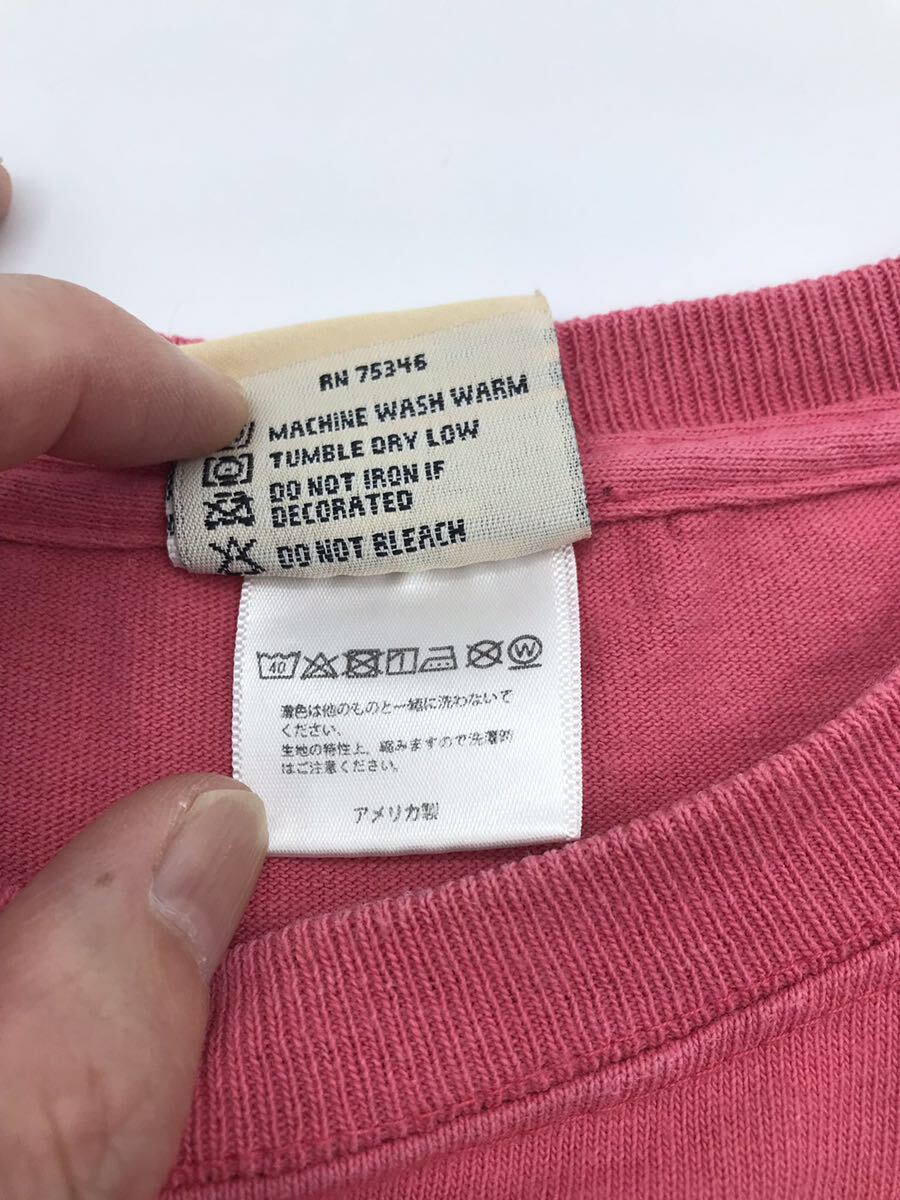 RN 75346
MACHINE WASH WARM
TUMBLE DRY LOW
DO NOT IRON IF
DECORATED
DO NOT BLEACH
40 W
濃色は他のものと一緒に洗わないで
ください。
生地の特性上、縮みますので洗濯時
はご注意ください。
アメリカ製